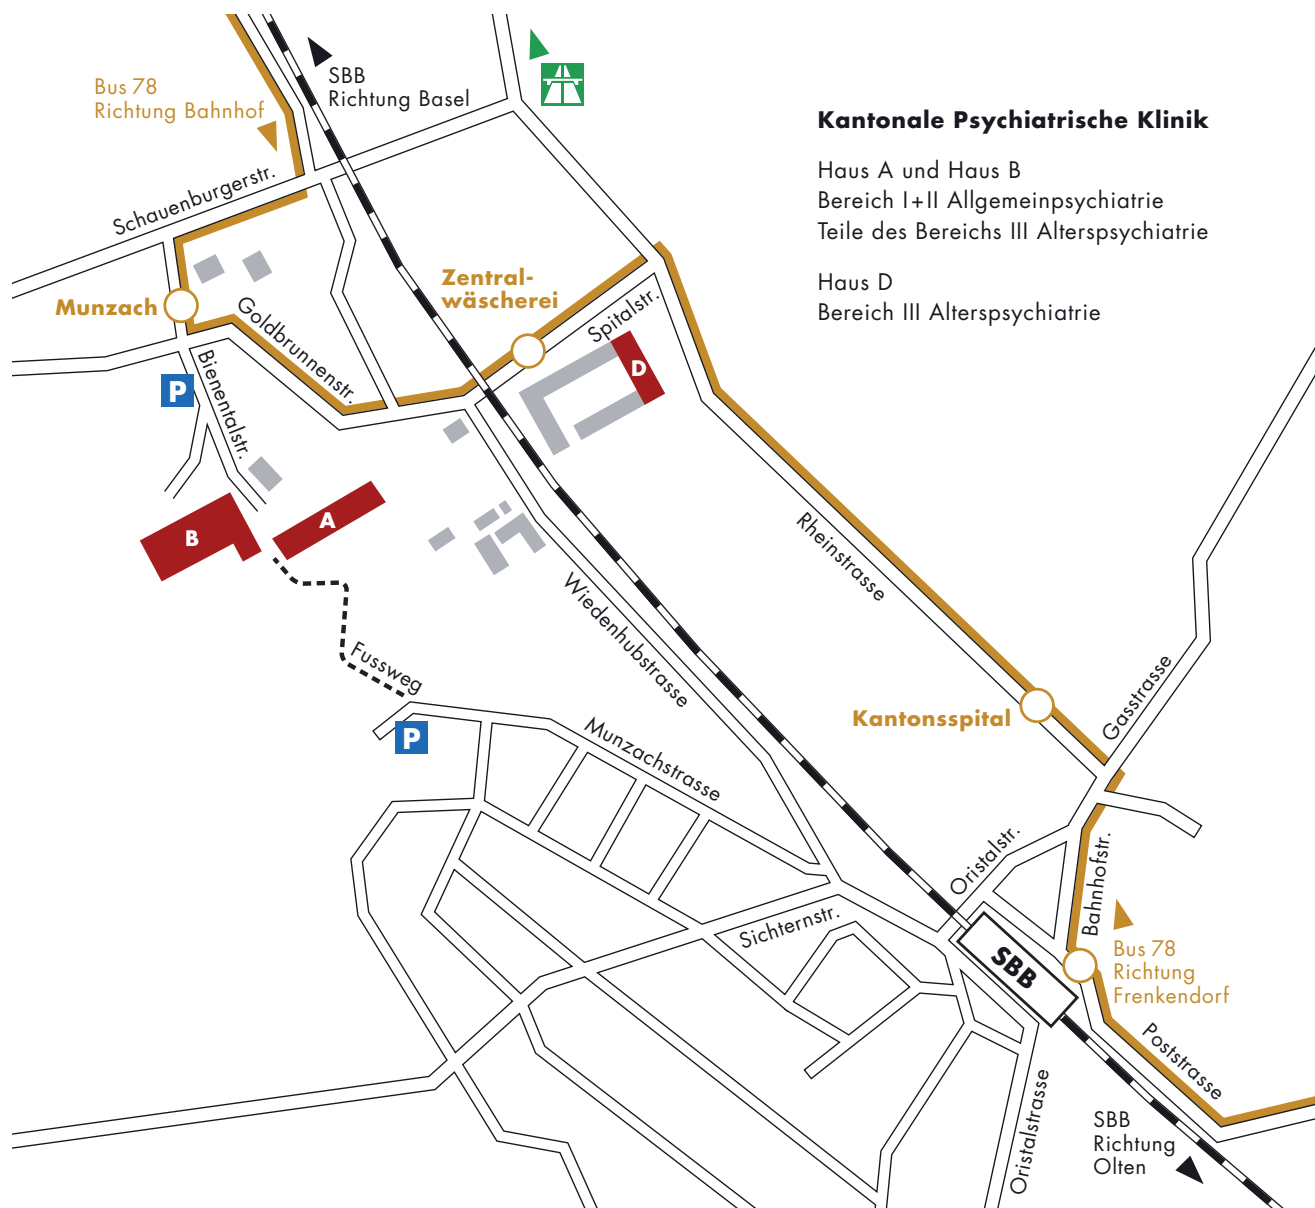 Bus 78
Richtung Bahnhof
SBB
Richtung Basel
Kantonale Psychiatrische Klinik
Haus A und Haus B
Bereich I+II Allgemeinpsychiatrie
Teile des Bereichs III Alterspsychiatrie
Haus D
Bereich III Alterspsychiatrie
Schauenburgerstr.
Munzach
Goldbrunnenstr.
Zentral-
wäscherei
Spitalstr.
D
P
Bienentalstr.
B
A
Rheinstrasse
Wiedenhubstrasse
Fussweg
P
Munzachstrasse
Kantonsspital
Gasstrasse
Oristalstr.
Bahnhofstr.
Sichternstr.
SBB
Bus 78
Richtung
Frenkendorf
Poststrasse
Oristalstrasse
SBB
Richtung
Olten